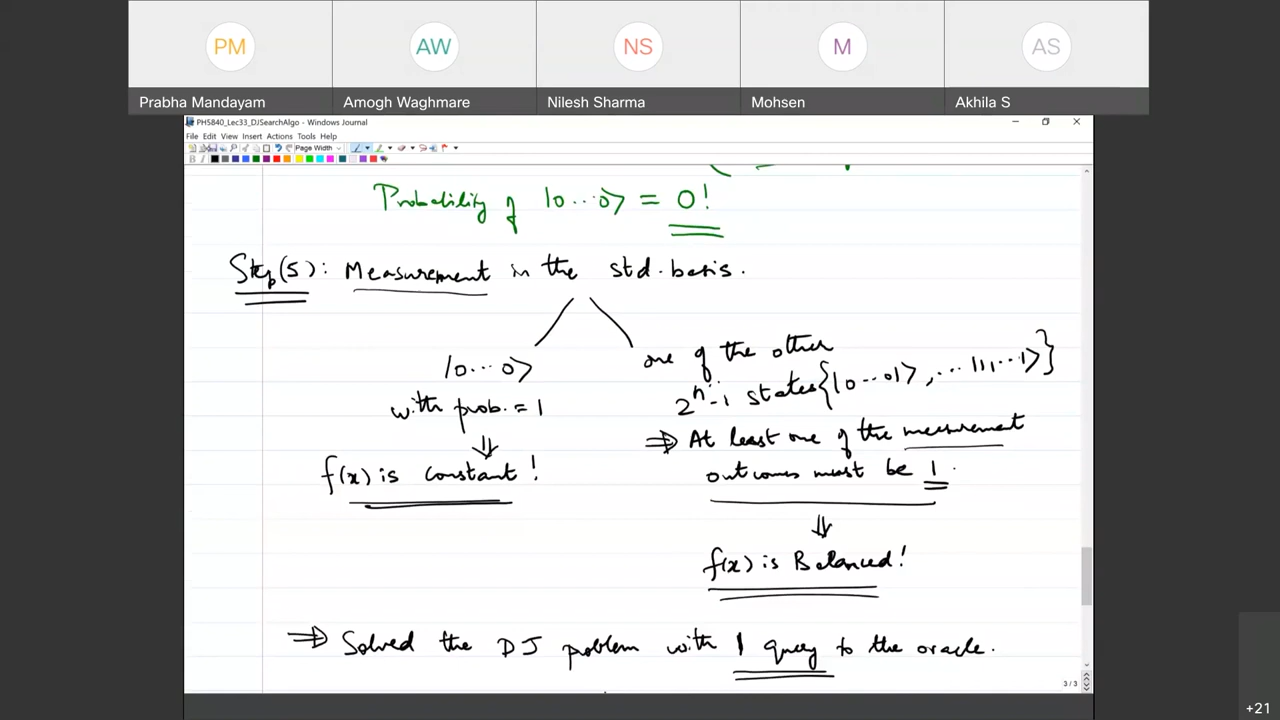 PM
AW
NS
M
AS
Prabha Mandayam
Amogh Waghmare
Nilesh Sharma
Mohsen
Akhila S
PH5840_Lec33_DJSearchAlgo - Windows Journal
File Edit View Insert Actions Tools Help
Page Width
Probability of |0...0> = 0!
Step(5): Measurement in the std. basis.
|0...0>
with prob. = 1
⇓
f(x) is constant!
one of the other
2^n-1 states {|0...01>, ...|11...1>}
⇒ At least one of the measurement
outcomes must be 1.
⇓
f(x) is Balanced!
⇒ Solved the DJ problem with 1 query to the oracle.
3 / 3
+21